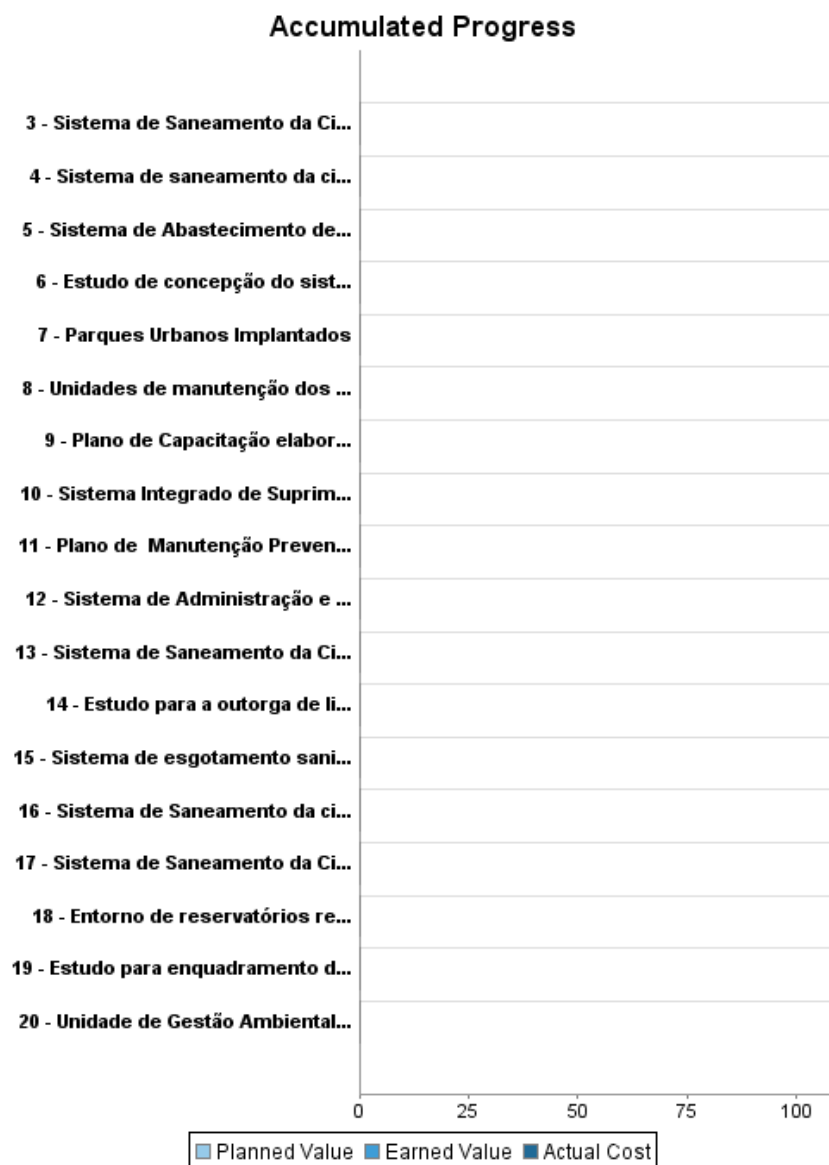 Accumulated Progress
3 - Sistema de Saneamento da Ci...
4 - Sistema de saneamento da ci...
5 - Sistema de Abastecimento de...
6 - Estudo de concepção do sist...
7 - Parques Urbanos Implantados
8 - Unidades de manutenção dos ...
9 - Plano de Capacitação elabor...
10 - Sistema Integrado de Suprim...
11 - Plano de  Manutenção Preven...
12 - Sistema de Administração e ...
13 - Sistema de Saneamento da Ci...
14 - Estudo para a outorga de li...
15 - Sistema de esgotamento sani...
16 - Sistema de Saneamento da ci...
17 - Sistema de Saneamento da Ci...
18 - Entorno de reservatórios re...
19 - Estudo para enquadramento d...
20 - Unidade de Gestão Ambiental...
0 25 50 75 100
Planned Value Earned Value Actual Cost